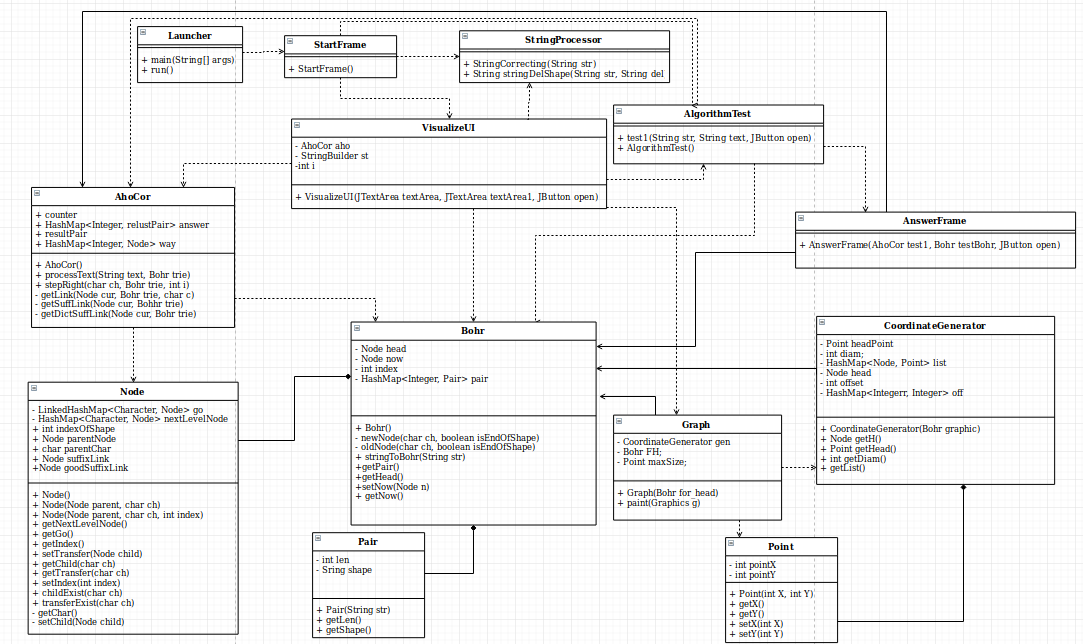 Launcher
+ main(String[] args)
+ run()
StartFrame
+ StartFrame()
StringProcessor
+ StringCorrecting(String str)
+ String stringDelShape(String str, String del
VisualizeUI
- AhoCor aho
- StringBuilder st
-int i
+ VisualizeUI(JTextArea textArea, JTextArea textArea1, JButton open)
AlgorithmTest
+ test1(String str, String text, JButton open)
+ AlgorithmTest()
AhoCor
+ counter
+ HashMap<Integer, relustPair> answer
+ resultPair
+ HashMap<Integer, Node> way
+ AhoCor()
+ processText(String text, Bohr trie)
+ stepRight(char ch, Bohr trie, int i)
- getLink(Node cur, Bohr trie, char c)
- getSuffLink(Node cur, Bohhr trie)
- getDictSuffLink(Node cur, Bohr trie)
AnswerFrame
+ AnswerFrame(AhoCor test1, Bohr testBohr, JButton open)
Bohr
- Node head
- Node now
- int index
- HashMap<Integer, Pair> pair
+ Bohr()
- newNode(char ch, boolean isEndOfShape)
- oldNode(char ch, boolean isEndOfShape)
+ stringToBohr(String str)
+getPair()
+getHead()
+setNow(Node n)
+ getNow()
CoordinateGenerator
- Point headPoint
- int diam;
- HashMap<Node, Point> list
- Node head
- int offset
- HashMap<Integerr, Integer> off
+ CoordinateGenerator(Bohr graphic)
+ Node getH()
+ Point getHead()
+ int getDiam()
+ getList()
Node
- LinkedHashMap<Character, Node> go
- HashMap<Character, Node> nextLevelNode
+ int indexOfShape
+ Node parentNode
+ char parentChar
+ Node suffixLink
+Node goodSuffixLink
+ Node()
+ Node(Node parent, char ch)
+ Node(Node parent, char ch, int index)
+ getNextLevelNode()
+ getGo()
+ getIndex()
+ setTransfer(Node child)
+ getChild(char ch)
+ getTransfer(char ch)
+ setIndex(int index)
+ childExist(char ch)
+ transferExist(char ch)
- getChar()
- setChild(Node child)
Graph
- CoordinateGenerator gen
- Bohr FH;
- Point maxSize;
+ Graph(Bohr for_head)
+ paint(Graphics g)
Pair
- int len
- Sring shape
+ Pair(String str)
+ getLen()
+ getShape()
Point
- int pointX
- int pointY
+ Point(int X, int Y)
+ getX()
+ getY()
+ setX(int X)
+ setY(int Y)